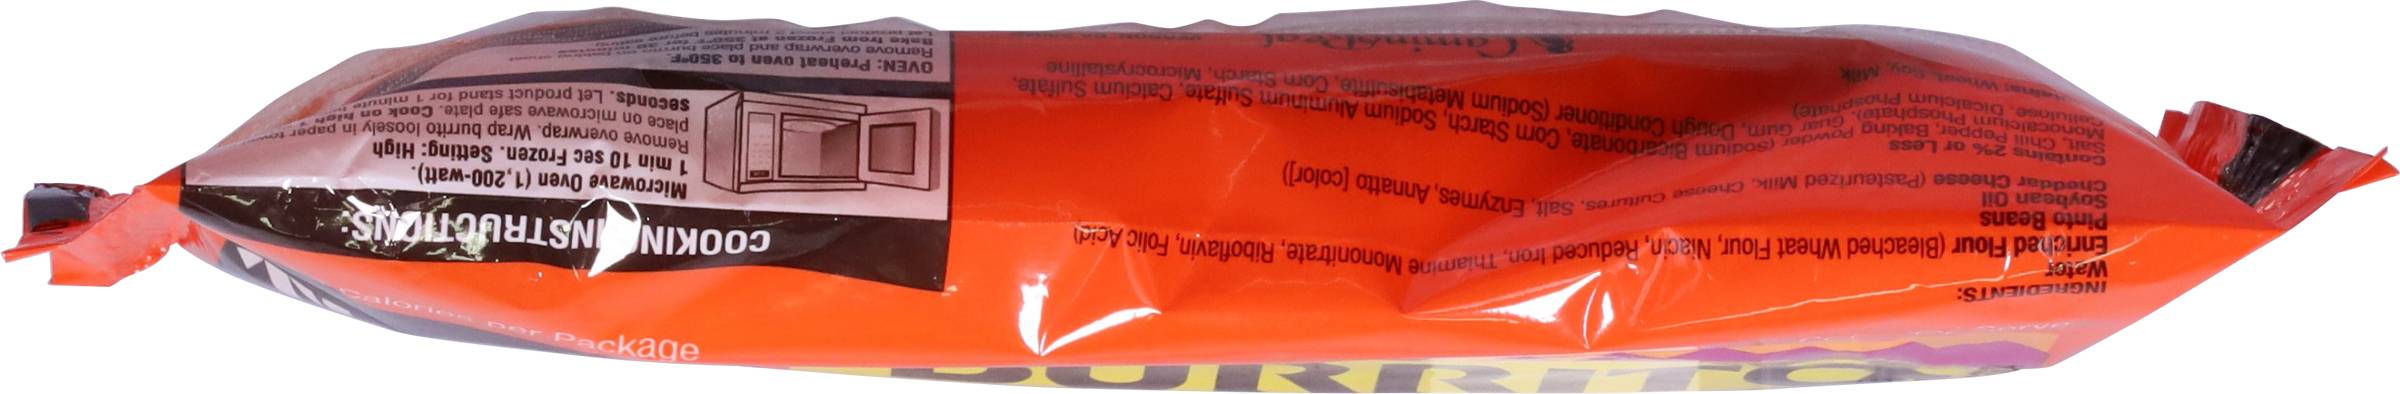 INGREDIENTS:
Water
Enriched Flour (Bleached Wheat Flour, Niacin, Reduced Iron, Thiamine Mononitrate, Riboflavin, Folic Acid)
Pinto Beans
Soybean Oil
Cheddar Cheese (Pasteurized Milk, Cheese Cultures, Salt, Enzymes, Annatto [color])
Contains 2% or Less
Salt, Chili Pepper, Baking Powder (Sodium Bicarbonate, Corn Starch, Sodium Aluminum Sulfate, Calcium Sulfate,
Monocalcium Phosphate), Guar Gum, Dough Conditioner (Sodium Metabisulfite, Corn Starch, Microcrystalline
Cellulose, Dicalcium Phosphate)
Wheat, Soy, Milk
COOKING INSTRUCTIONS:
Microwave Oven (1,200-watt).
1 min 10 sec Frozen. Setting: High
Remove overwrap. Wrap burrito loosely in paper
place on microwave safe plate. Cook on high 1
seconds. Let product stand for 1 minute
OVEN: Preheat oven to 350°F
Remove overwrap and place burrito on
Bake from Frozen at 350°F for 35
Let product stand 2 minutes before eating
Calories per Package
BURRITO